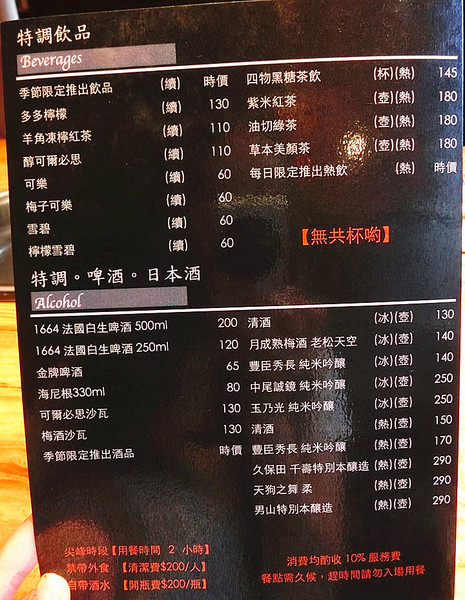 特調飲品
Beverages
季節限定推出飲品 (續) 時價
多多檸檬 (續) 130
羊角凍檸紅茶 (續) 110
醇可爾必思 (續) 110
可樂 (續) 60
梅子可樂 (續) 60
雪碧 (續) 60
檸檬雪碧 (續) 60
四物黑糖茶飲 (杯)(熱) 145
紫米紅茶 (壺)(熱) 180
油切綠茶 (壺)(熱) 180
草本美顏茶 (壺)(熱) 180
每日限定推出熱飲 (熱) 時價
【無共杯喲】
特調。啤酒。日本酒
Alcohol
1664 法國白生啤酒 500ml 200
1664 法國白生啤酒 250ml 120
金牌啤酒 65
海尼根330ml 80
可爾必思沙瓦 130
梅酒沙瓦 130
季節限定推出酒品 時價
清酒 (冰)(壺) 130
月成熟梅酒 老松天空 (冰)(壺) 140
豐臣秀長 純米吟釀 (冰)(壺) 140
中尾誠鏡 純米吟釀 (冰)(壺) 250
玉乃光 純米吟釀 (冰)(壺) 250
清酒 (熱)(壺) 150
豐臣秀長 純米吟釀 (熱)(壺) 170
久保田 千壽特別本釀造 (熱)(壺) 290
天狗之舞 柔 (熱)(壺) 290
男山特別本釀造 (熱)(壺) 290
尖峰時段【用餐時間 2 小時】
禁帶外食 【清潔費$200/人】
自帶酒水 【開瓶費$200/瓶】
消費均酌收 10% 服務費
餐點需久候，趕時間請勿入場用餐